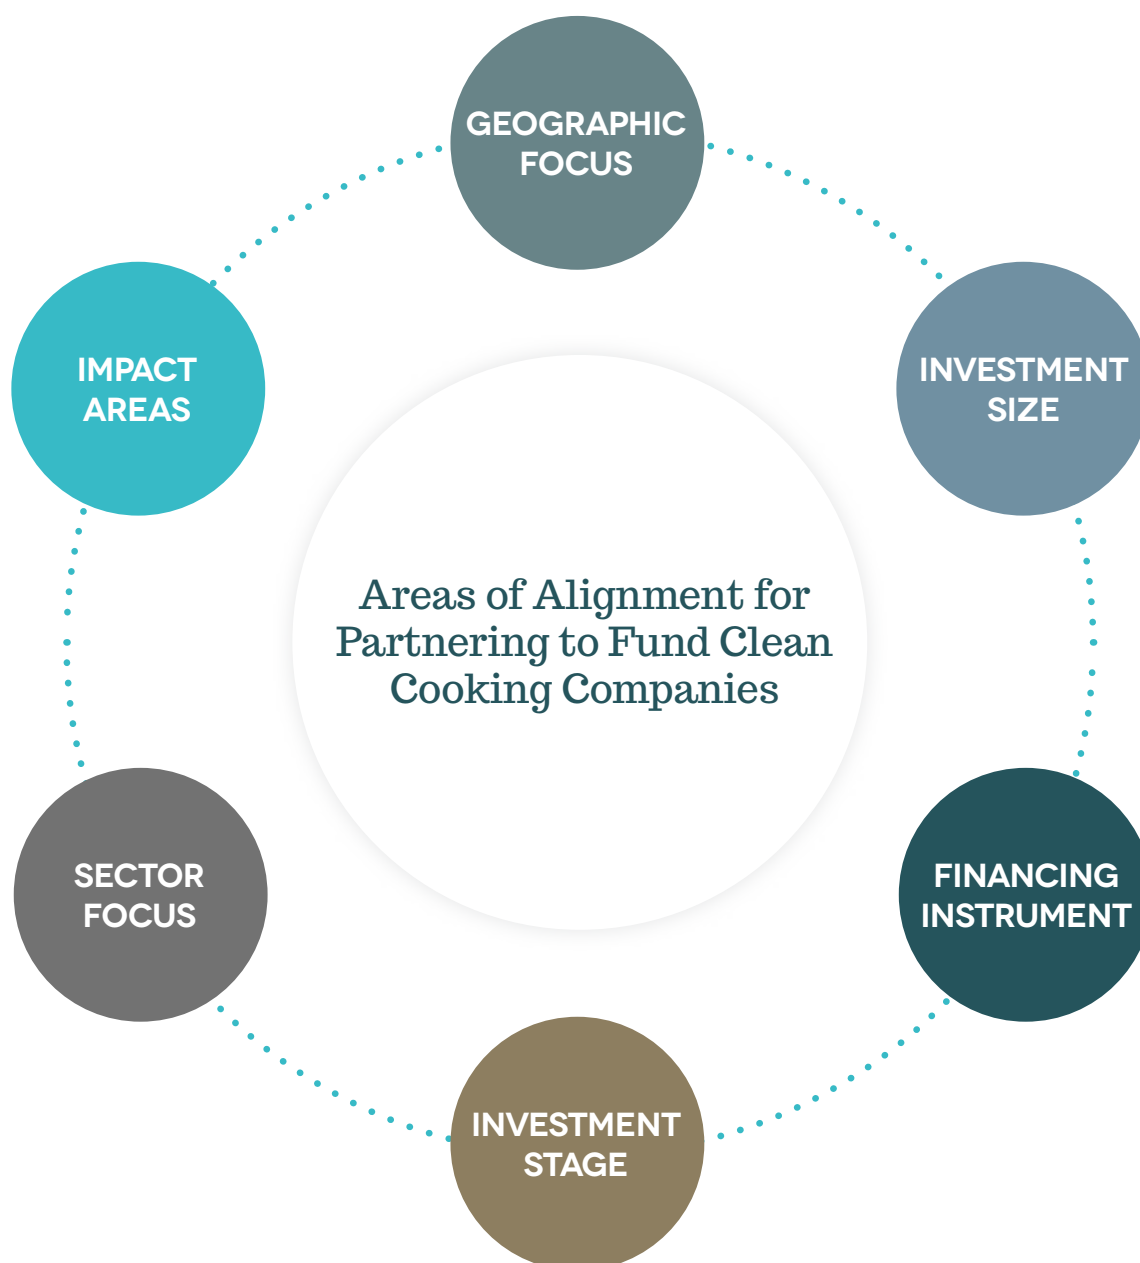 GEOGRAPHIC
FOCUS
IMPACT
AREAS
INVESTMENT
SIZE
Areas of Alignment for
Partnering to Fund Clean
Cooking Companies
SECTOR
FOCUS
FINANCING
INSTRUMENT
INVESTMENT
STAGE